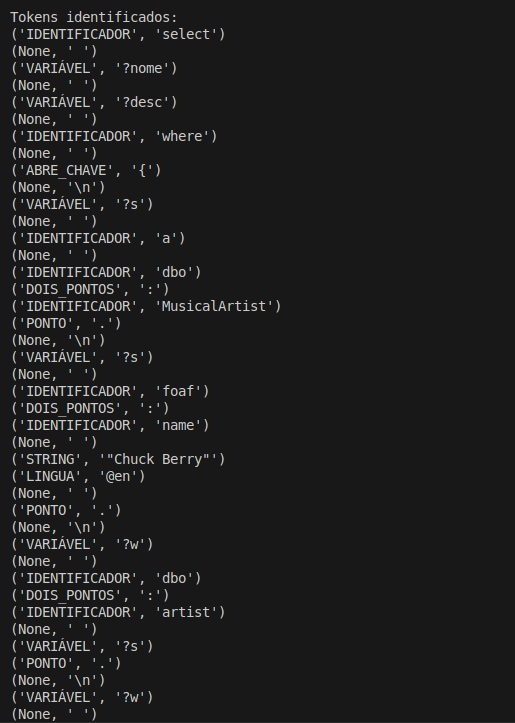 Tokens identificados:
('IDENTIFICADOR', 'select')
(None, ' ')
('VARIÁVEL', '?nome')
(None, ' ')
('VARIÁVEL', '?desc')
(None, ' ')
('IDENTIFICADOR', 'where')
(None, ' ')
('ABRE_CHAVE', '{')
(None, '\n')
('VARIÁVEL', '?s')
(None, ' ')
('IDENTIFICADOR', 'a')
(None, ' ')
('IDENTIFICADOR', 'dbo')
('DOIS_PONTOS', ':')
('IDENTIFICADOR', 'MusicalArtist')
('PONTO', '.')
(None, '\n')
('VARIÁVEL', '?s')
(None, ' ')
('IDENTIFICADOR', 'foaf')
('DOIS_PONTOS', ':')
('IDENTIFICADOR', 'name')
(None, ' ')
('STRING', '"Chuck Berry"')
('LINGUA', '@en')
(None, ' ')
('PONTO', '.')
(None, '\n')
('VARIÁVEL', '?w')
(None, ' ')
('IDENTIFICADOR', 'dbo')
('DOIS_PONTOS', ':')
('IDENTIFICADOR', 'artist')
(None, ' ')
('VARIÁVEL', '?s')
('PONTO', '.')
(None, '\n')
('VARIÁVEL', '?w')
(None, ' ')